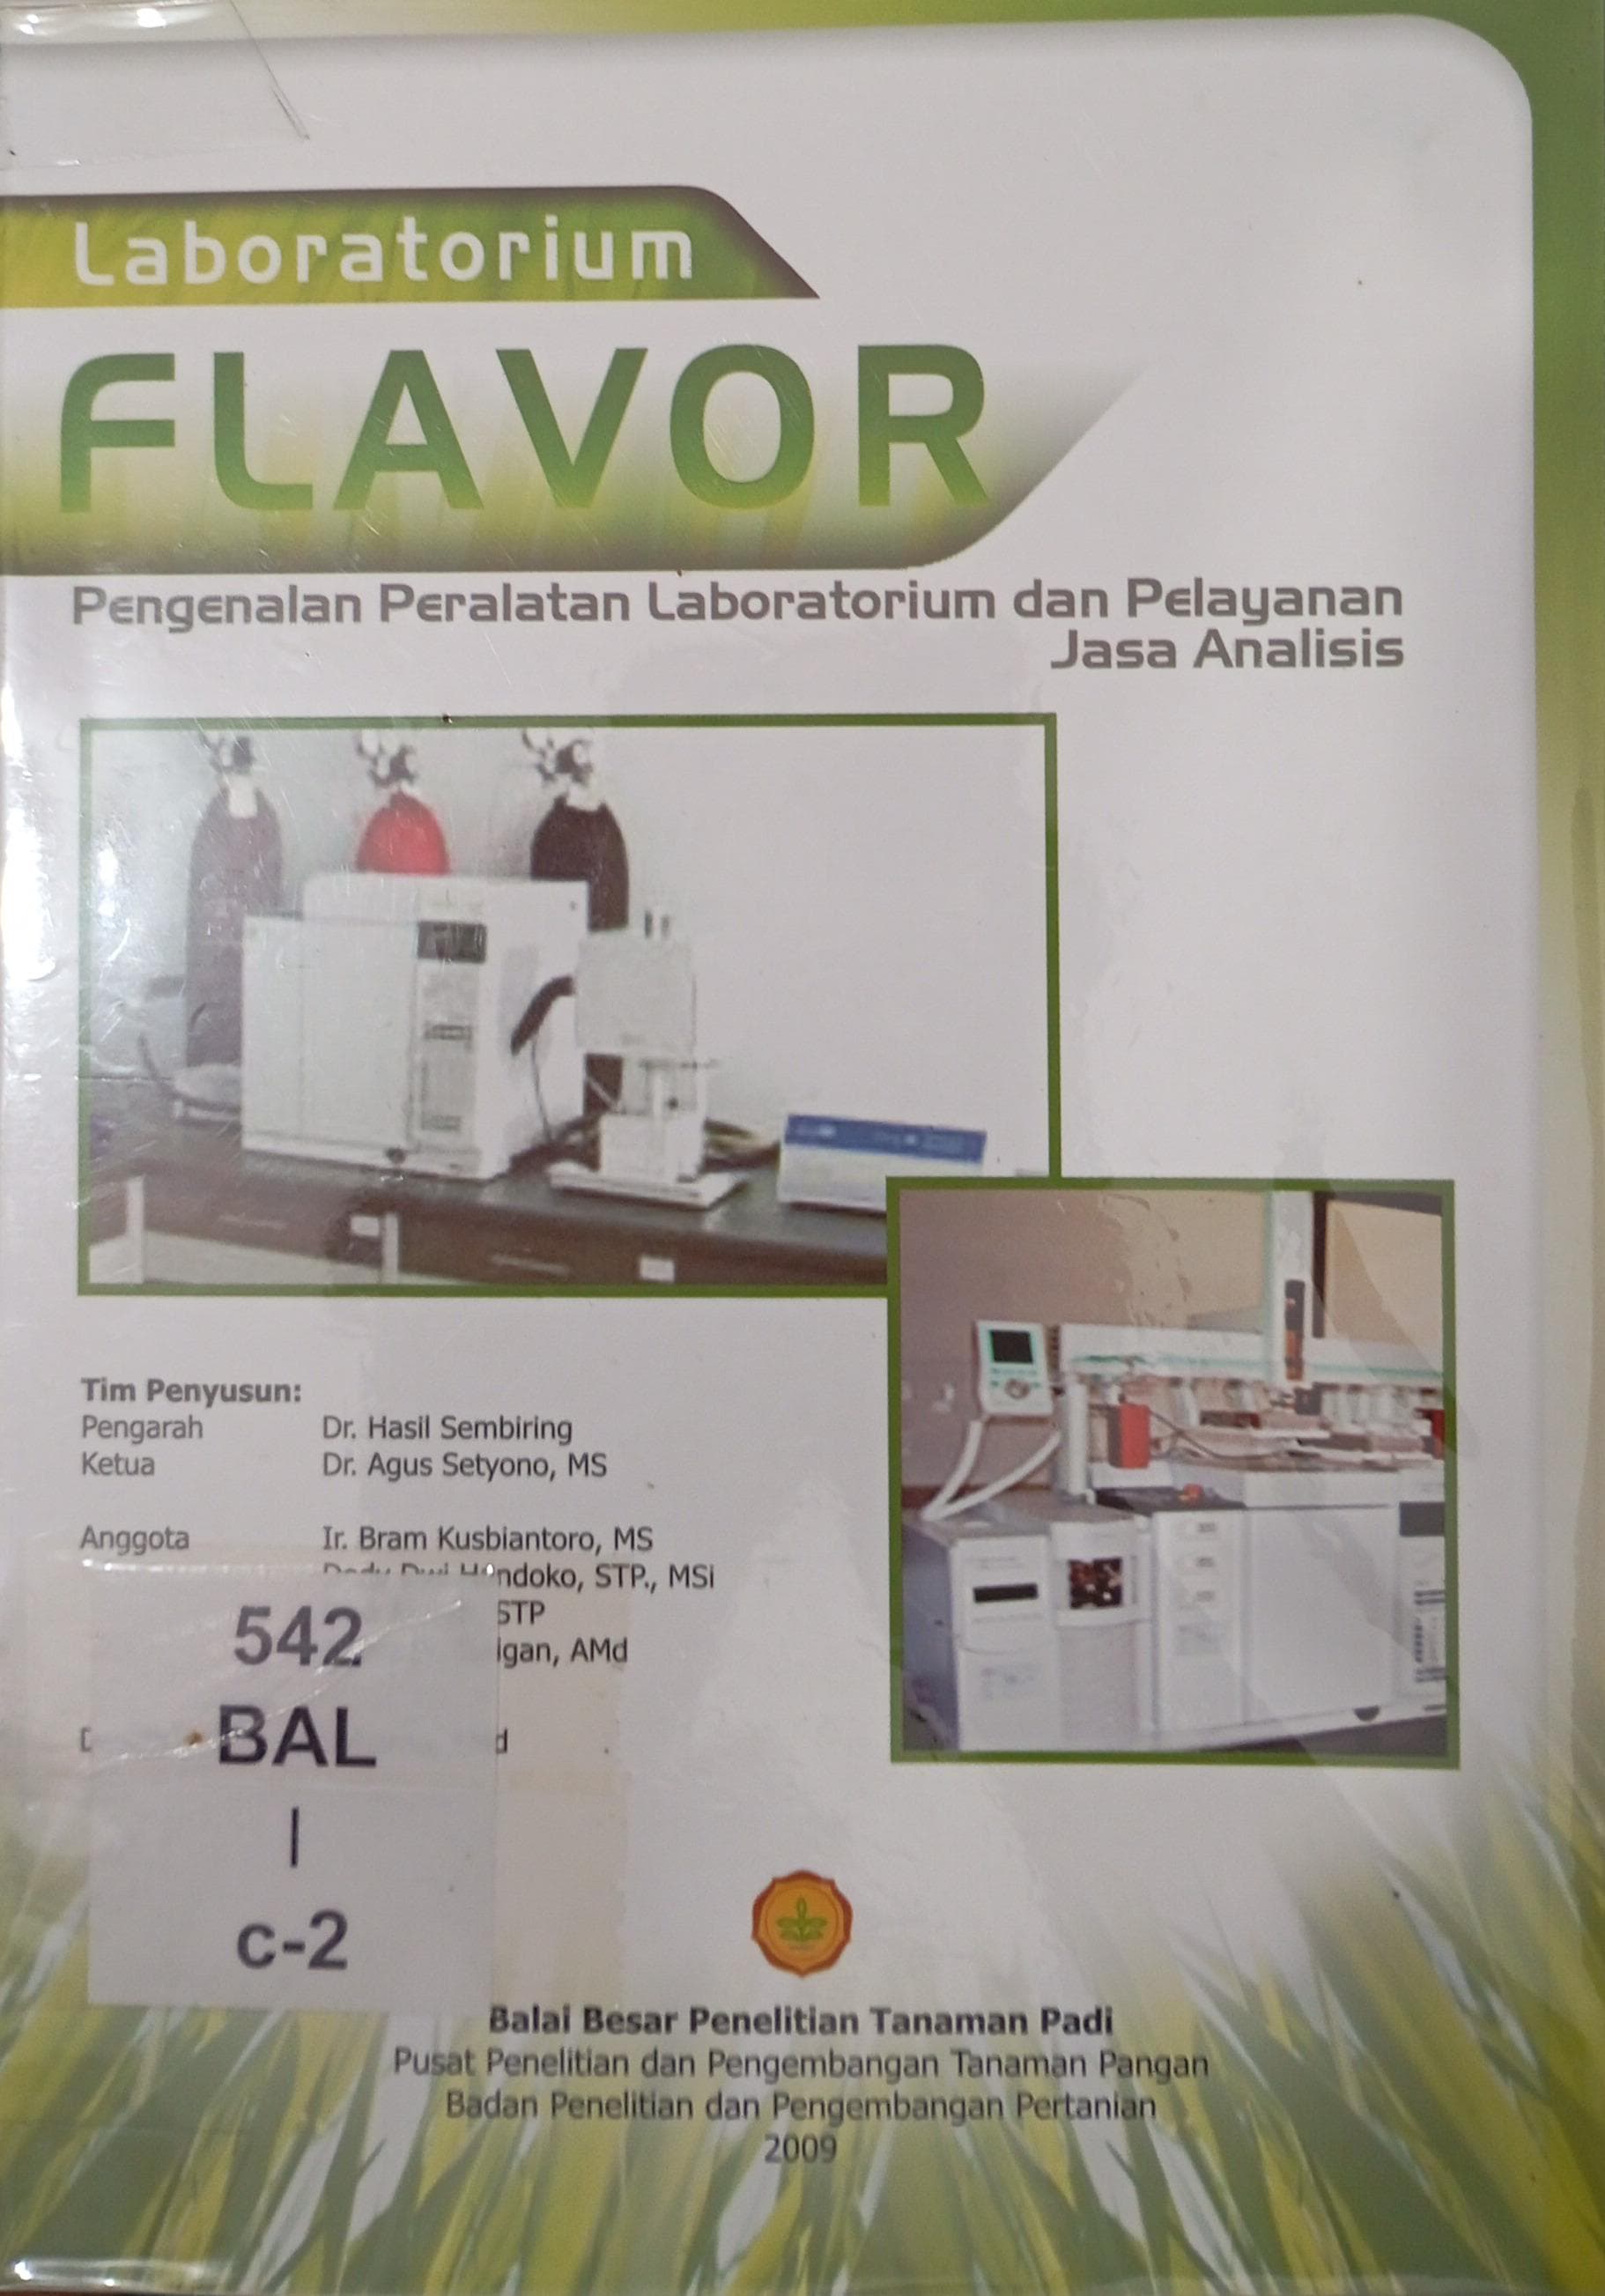 Laboratorium
FLAVOR
Pengenalan Peralatan Laboratorium dan Pelayanan
Jasa Analisis
Tim Penyusun:
Pengarah Dr. Hasil Sembiring
Ketua Dr. Agus Setyono, MS
Anggota Ir. Bram Kusbiantoro, MS
STP., MSi
STP
AMd
542
BAL
l
c-2
Balai Besar Penelitian Tanaman Padi
Pusat Penelitian dan Pengembangan Tanaman Pangan
Badan Penelitian dan Pengembangan Pertanian
2009